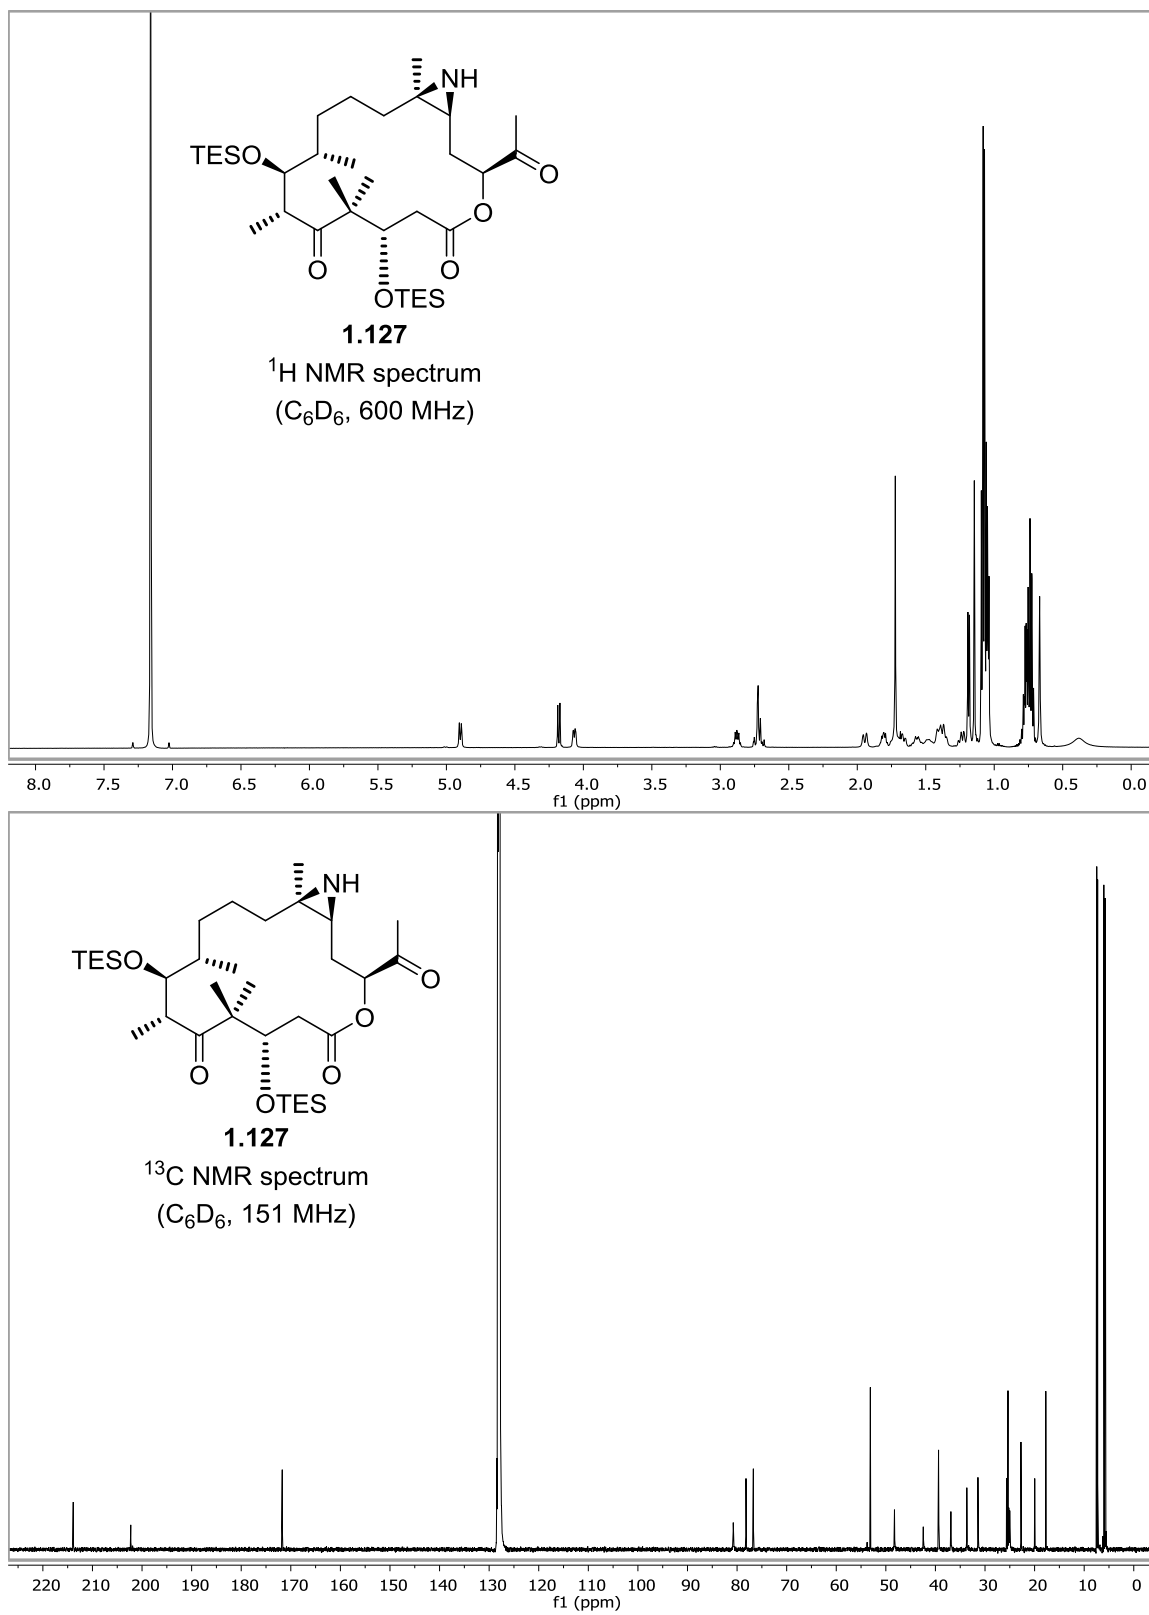 NH
TESO
O
O
O
O
OTES
1.127
¹H NMR spectrum
(C₆D₆, 600 MHz)
8.0 7.5 7.0 6.5 6.0 5.5 5.0 4.5 4.0 3.5 3.0 2.5 2.0 1.5 1.0 0.5 0.0
f1 (ppm)
NH
TESO
O
O
O
O
OTES
1.127
¹³C NMR spectrum
(C₆D₆, 151 MHz)
220 210 200 190 180 170 160 150 140 130 120 110 100 90 80 70 60 50 40 30 20 10 0
f1 (ppm)